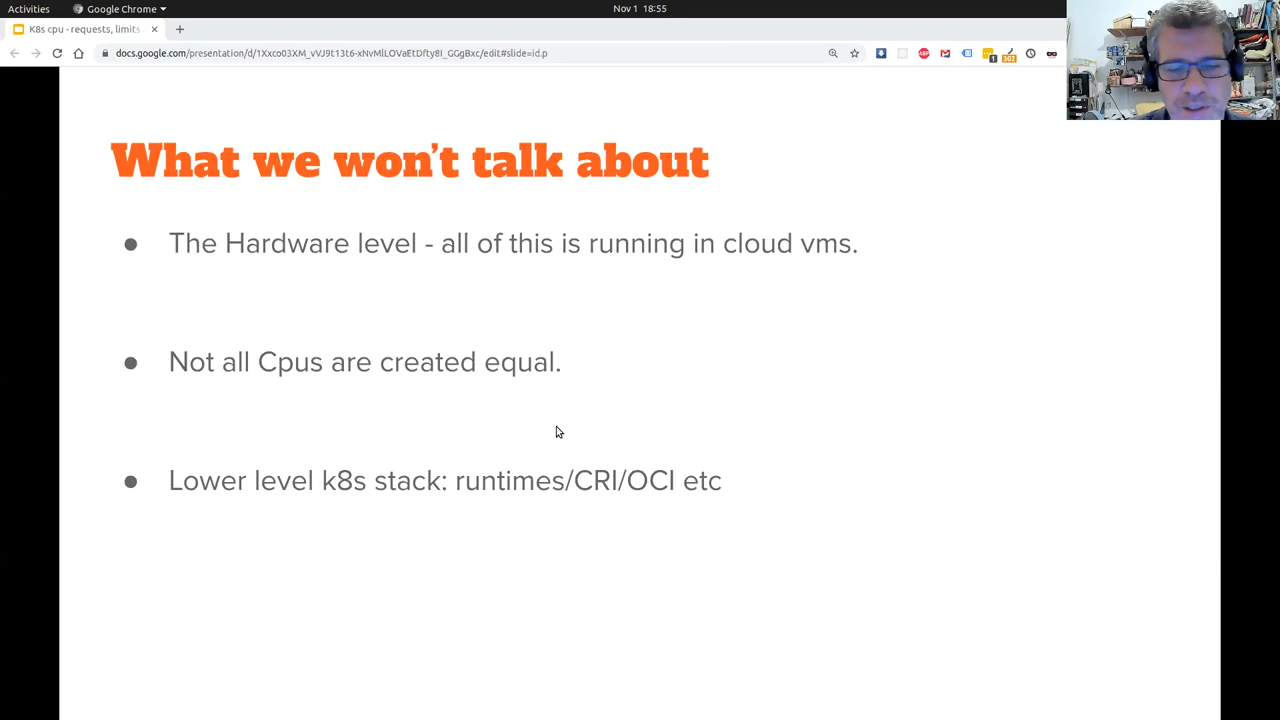 Activities
Google Chrome
Nov 1 18:55
K8s cpu - requests, limits
docs.google.com/presentation/d/1Xxco03XM_vVJ9t13t6-xNvMlLOVaEtDfty8I_GGgBxc/edit#slide=id.p
1
302
What we won't talk about
● The Hardware level - all of this is running in cloud vms.
● Not all Cpus are created equal.
● Lower level k8s stack: runtimes/CRI/OCI etc